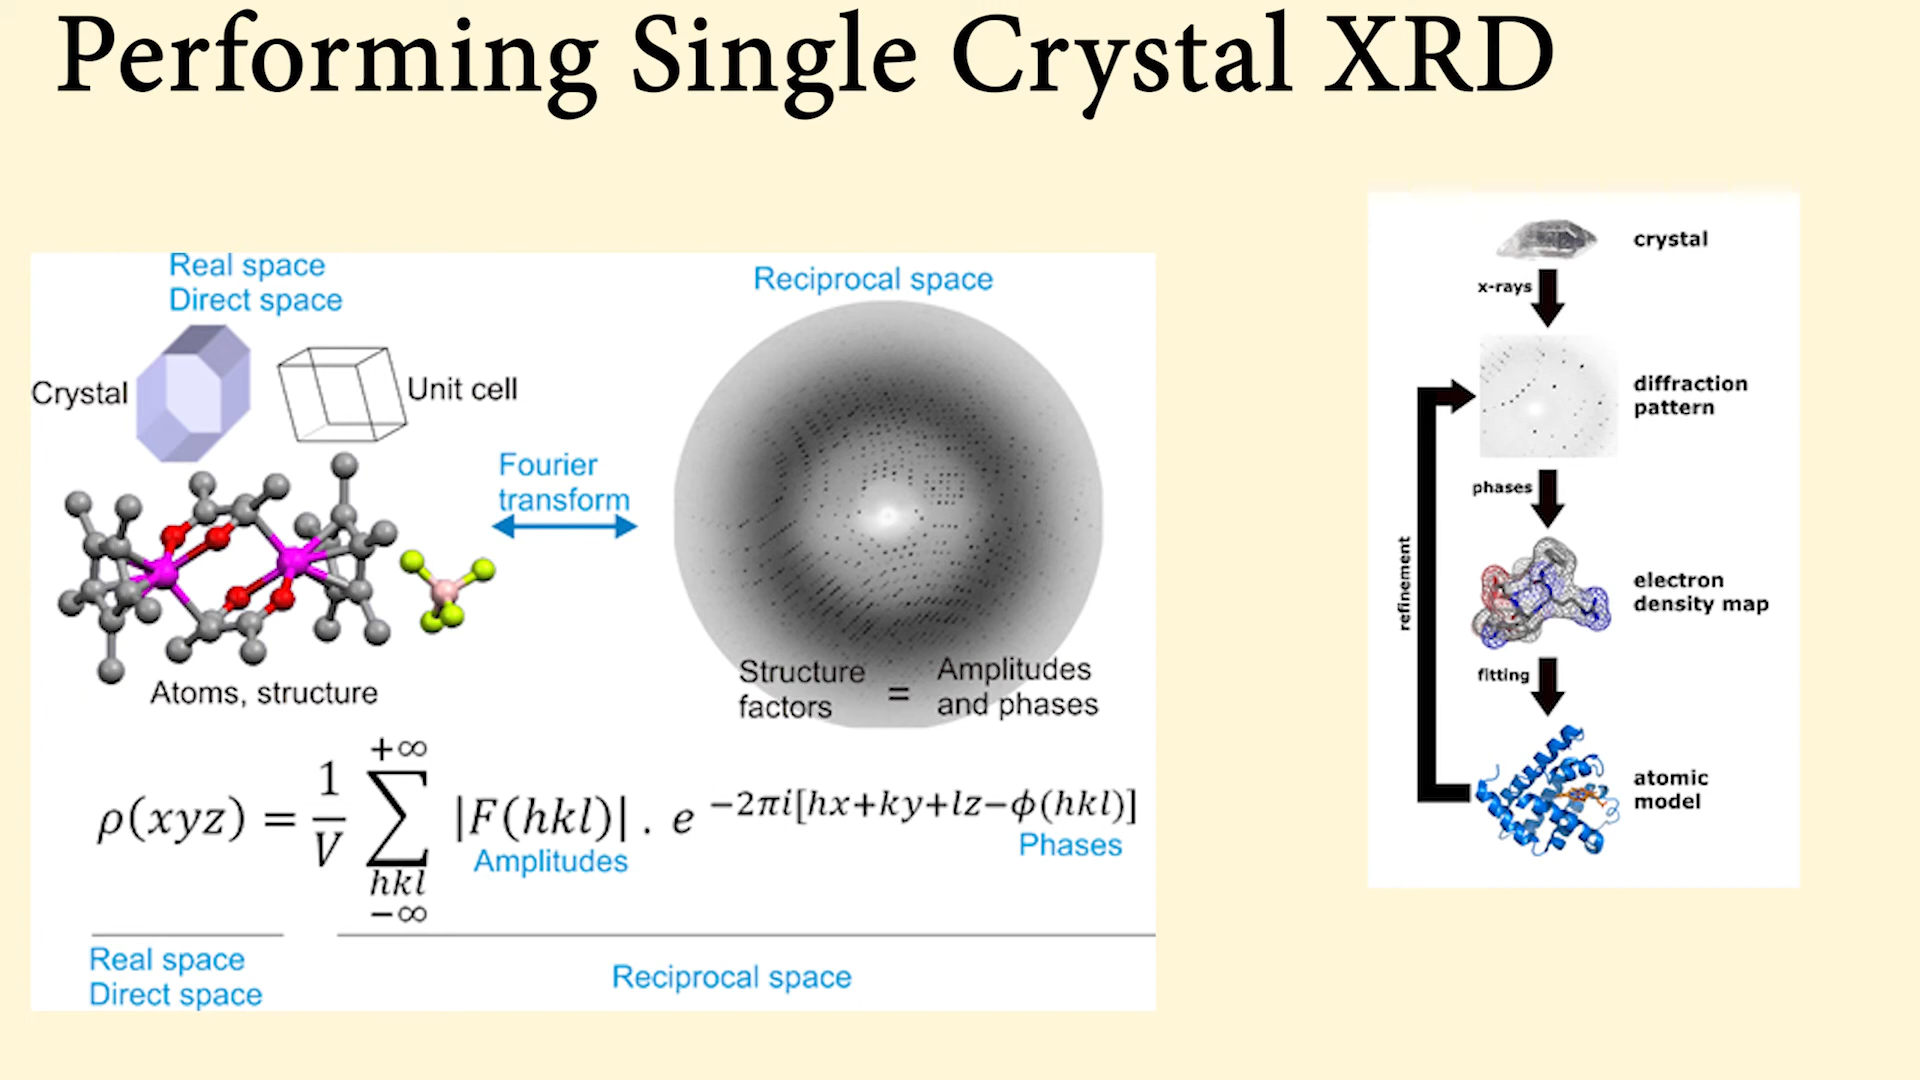 Performing Single Crystal XRD
Real space
Direct space
Crystal
Unit cell
Atoms, structure
Fourier
transform
Reciprocal space
Structure
factors
=
Amplitudes
and phases
ρ(xyz) = 1/V ∑ +∞ hkl −∞ |F(hkl)| . e −2πi[hx+ky+lz−ϕ(hkl)]
Amplitudes
Phases
Real space
Direct space
Reciprocal space
crystal
x-rays
diffraction
pattern
phases
electron
density map
fitting
refinement
atomic
model